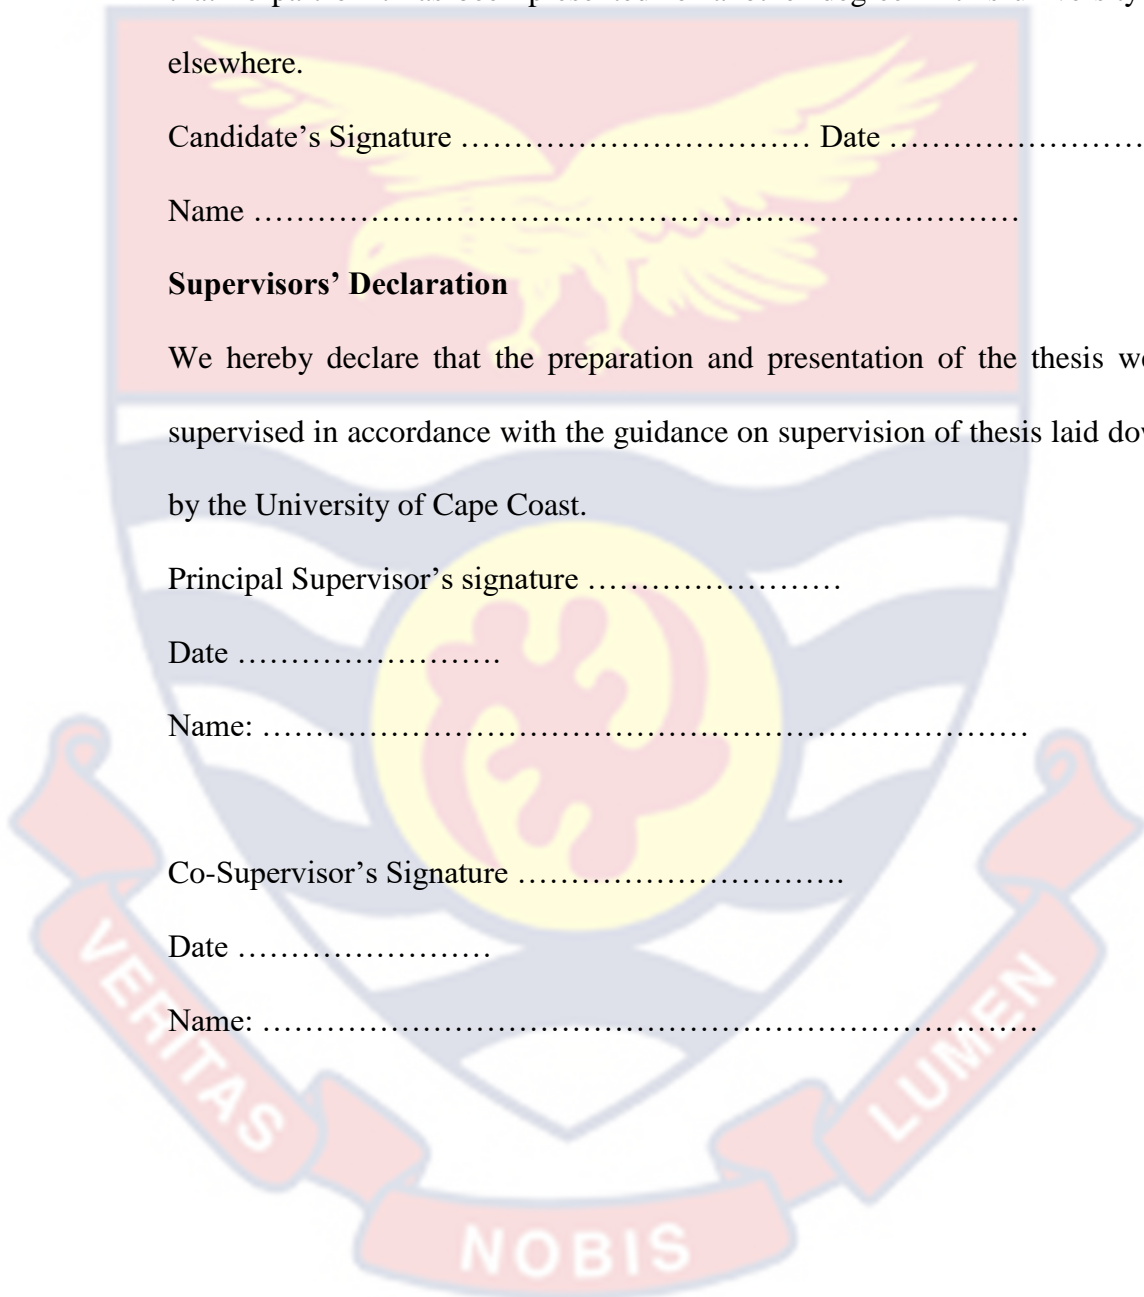 elsewhere.
Candidate’s Signature …………………………… Date ……………………
Name ………………………………………………………………
Supervisors’ Declaration
We hereby declare that the preparation and presentation of the thesis
supervised in accordance with the guidance on supervision of thesis laid
by the University of Cape Coast.
Principal Supervisor’s signature ……………………
Date …………………….
Name: ………………………………………………………………
Co-Supervisor’s Signature ………………………….
Date ……………………
Name: ……………………………………………………………….
VERITAS
NOBIS
LUMEN